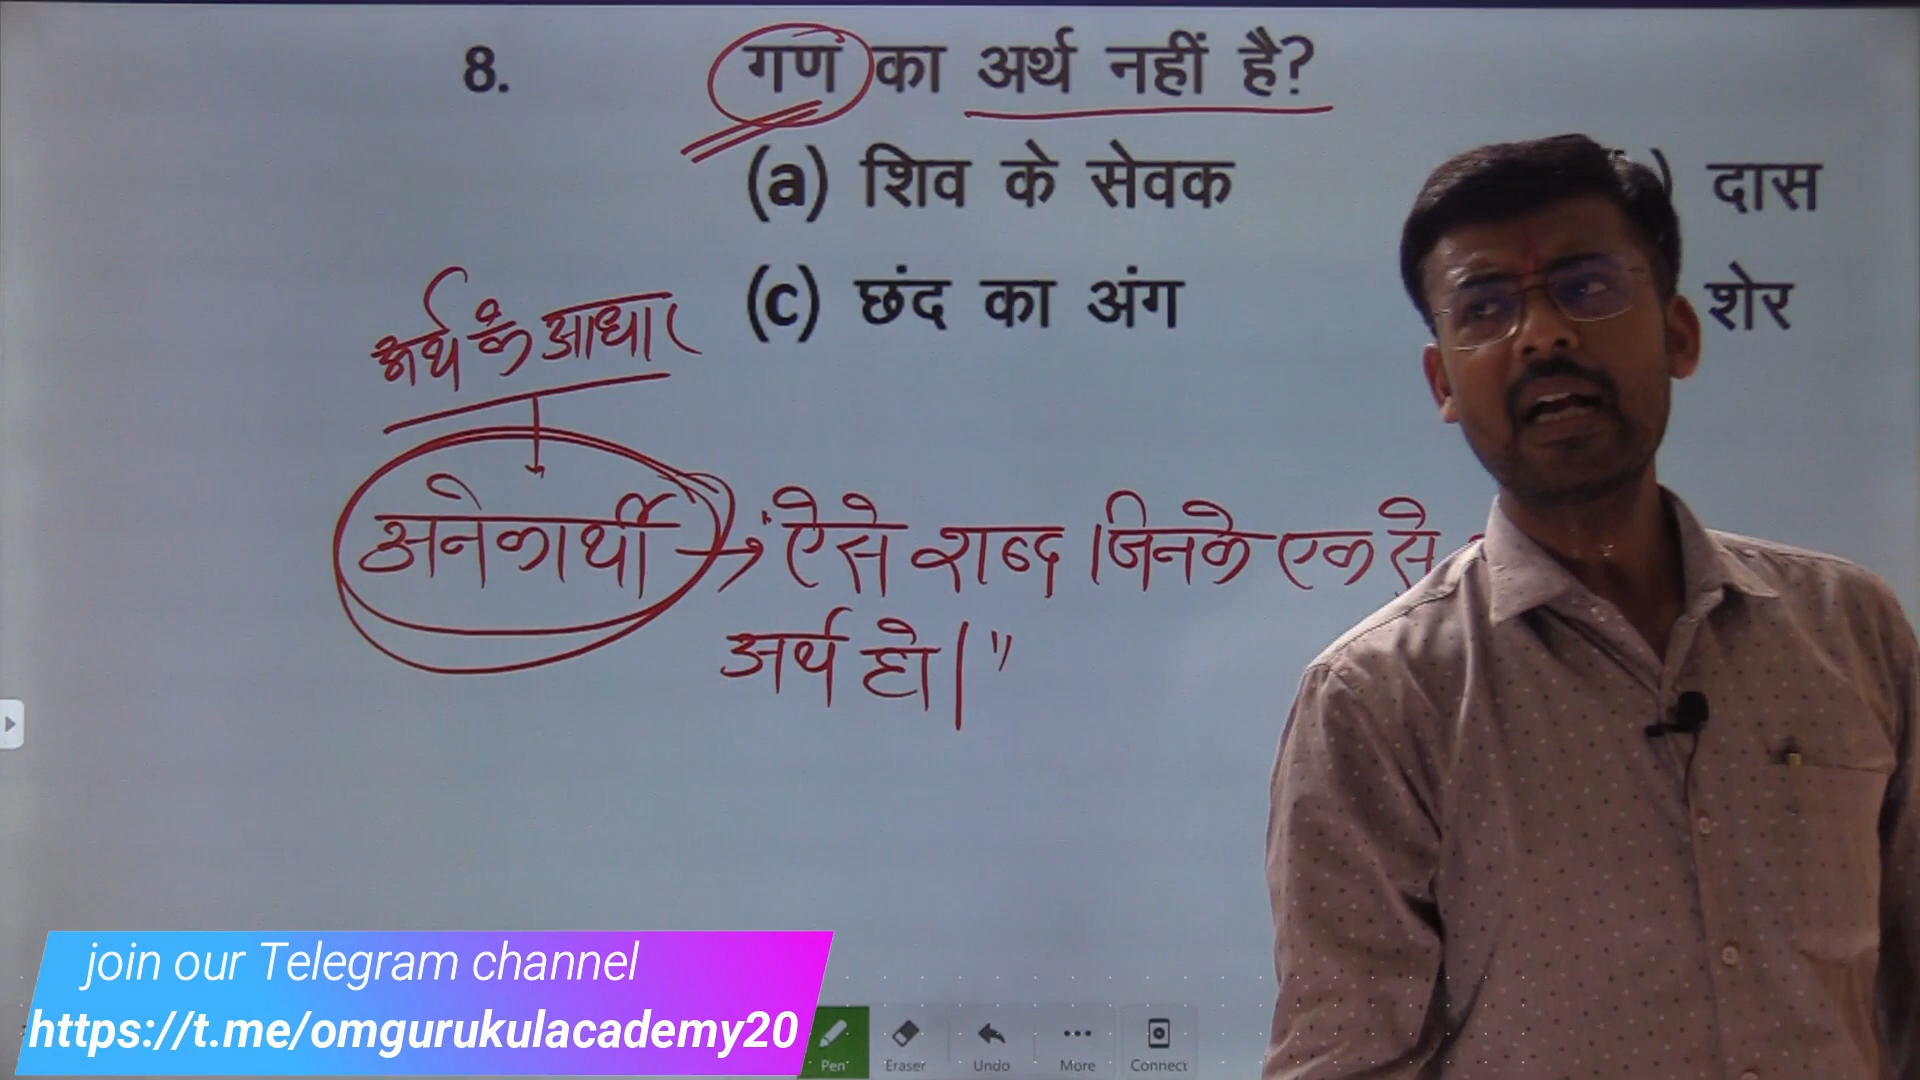 8. गण का अर्थ नहीं है?
(a) शिव के सेवक ) दास
(c) छंद का अंग शेर
अर्थ के आधार
अनेकार्थी → "ऐसे शब्द जिनके एक से
अर्थ हो।"
join our Telegram channel
https://t.me/omgurukulacademy20
Pen Eraser Undo More Connect